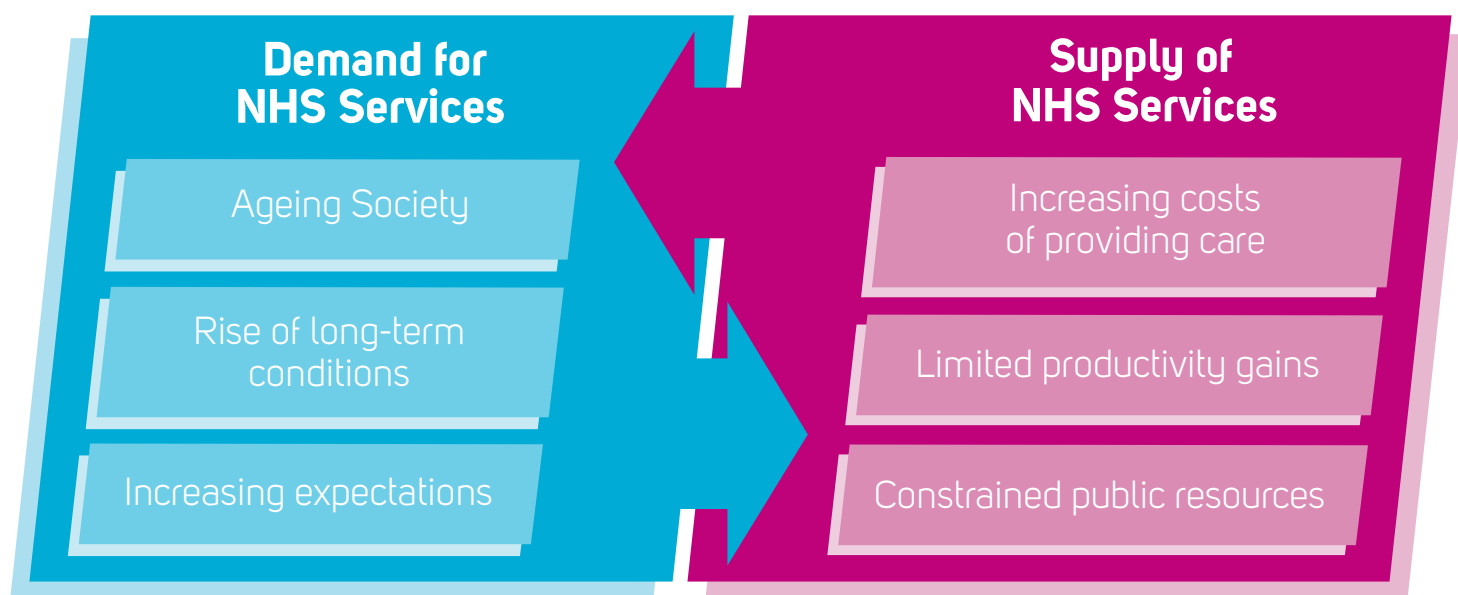 Demand for
NHS Services
Ageing Society
Rise of long-term
conditions
Increasing expectations
Supply of
NHS Services
Increasing costs
of providing care
Limited productivity gains
Constrained public resources